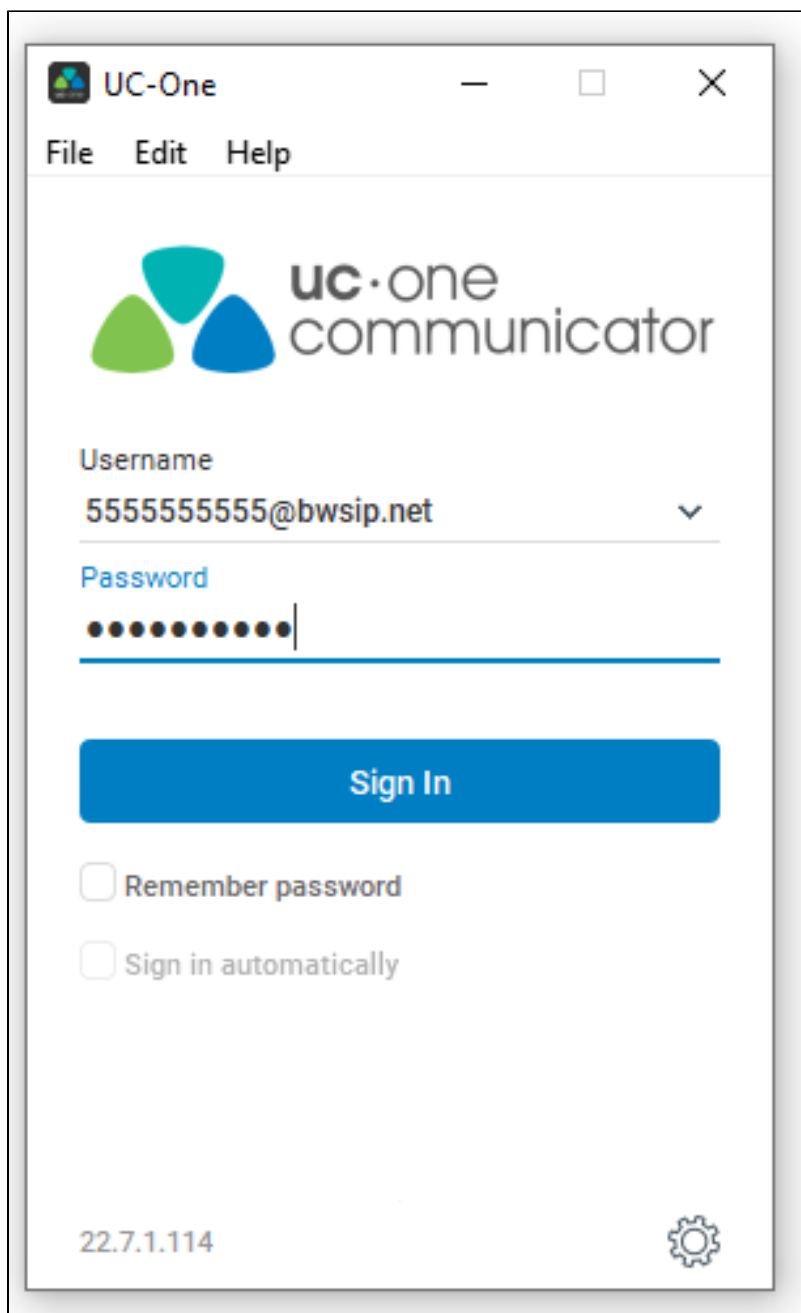 UC-One
File Edit Help
uc·one
communicator
Username
5555555555@bwsip.net
Password
••••••••••
Sign In
Remember password
Sign in automatically
22.7.1.114